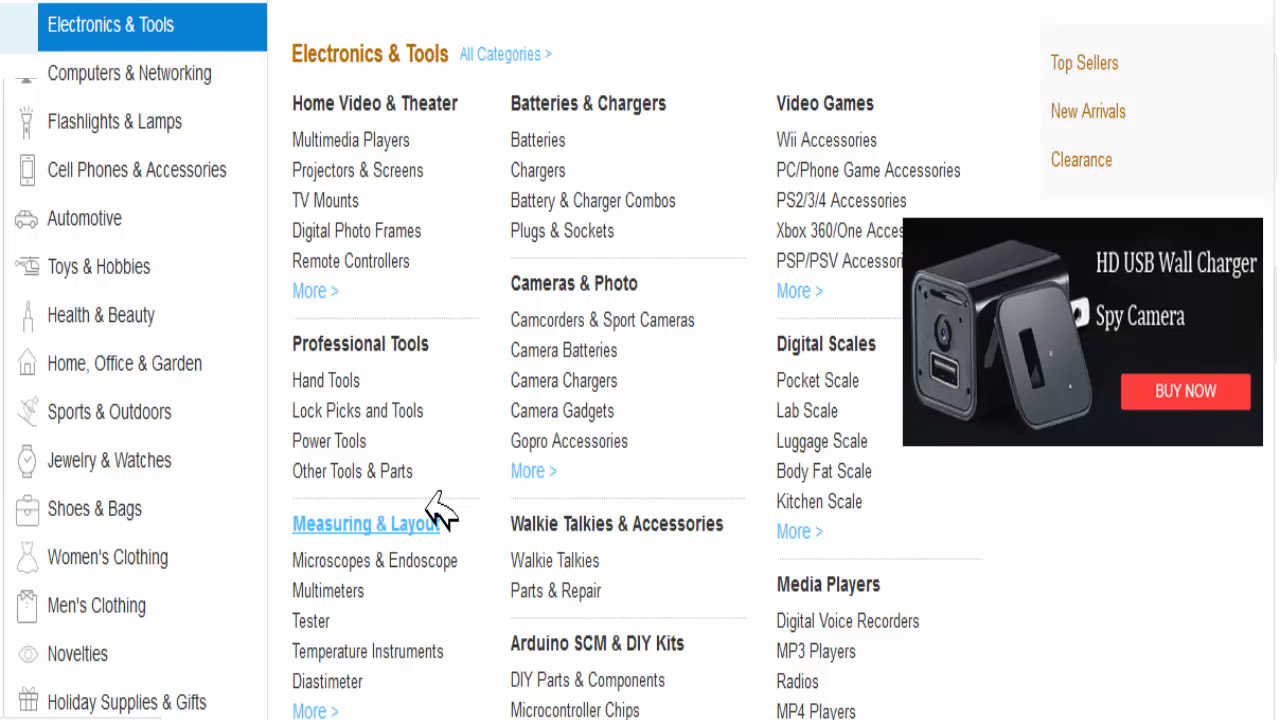 Electronics & Tools
Computers & Networking
Flashlights & Lamps
Cell Phones & Accessories
Automotive
Toys & Hobbies
Health & Beauty
Home, Office & Garden
Sports & Outdoors
Jewelry & Watches
Shoes & Bags
Women's Clothing
Men's Clothing
Novelties
Holiday Supplies & Gifts
Electronics & Tools All Categories >
Home Video & Theater
Multimedia Players
Projectors & Screens
TV Mounts
Digital Photo Frames
Remote Controllers
More >
Professional Tools
Hand Tools
Lock Picks and Tools
Power Tools
Other Tools & Parts
Measuring & Layout
Microscopes & Endoscope
Multimeters
Tester
Temperature Instruments
Diastimeter
More >
Batteries & Chargers
Batteries
Chargers
Battery & Charger Combos
Plugs & Sockets
Cameras & Photo
Camcorders & Sport Cameras
Camera Batteries
Camera Chargers
Camera Gadgets
Gopro Accessories
More >
Walkie Talkies & Accessories
Walkie Talkies
Parts & Repair
Arduino SCM & DIY Kits
DIY Parts & Components
Microcontroller Chips
Video Games
Wii Accessories
PC/Phone Game Accessories
PS2/3/4 Accessories
Xbox 360/One Acces
PSP/PSV Accessori
More >
Digital Scales
Pocket Scale
Lab Scale
Luggage Scale
Body Fat Scale
Kitchen Scale
More >
Media Players
Digital Voice Recorders
MP3 Players
Radios
MP4 Players
Top Sellers
New Arrivals
Clearance
HD USB Wall Charger
Spy Camera
BUY NOW